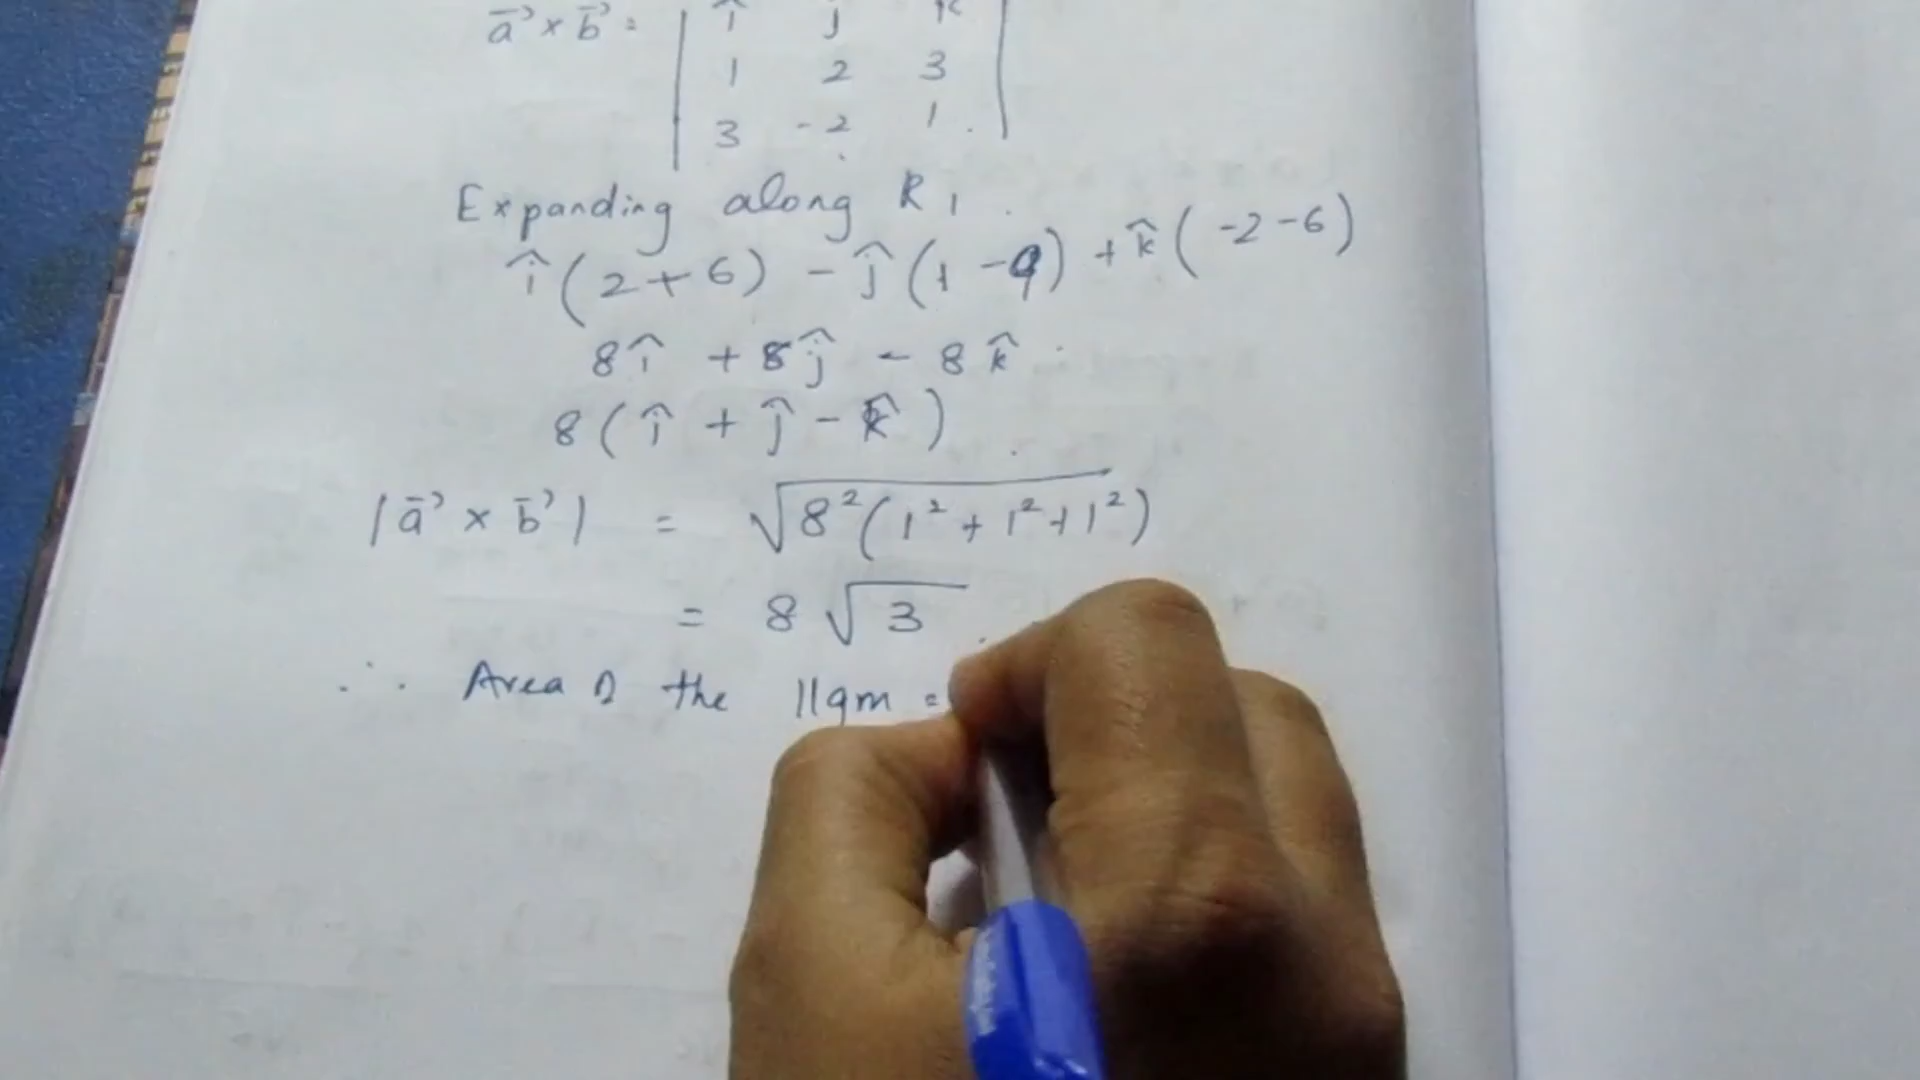 a⃗ × b⃗ = | î ĵ k̂ |
| 1 2 3 |
| 3 -2 1 |
Expanding along R1.
î(2+6) - ĵ(1-9) + k̂(-2-6)
8î + 8ĵ - 8k̂
8(î + ĵ - k̂)
|a⃗ × b⃗| = √8²(1² + 1² + 1²)
= 8√3
∴ Area of the ||gm =